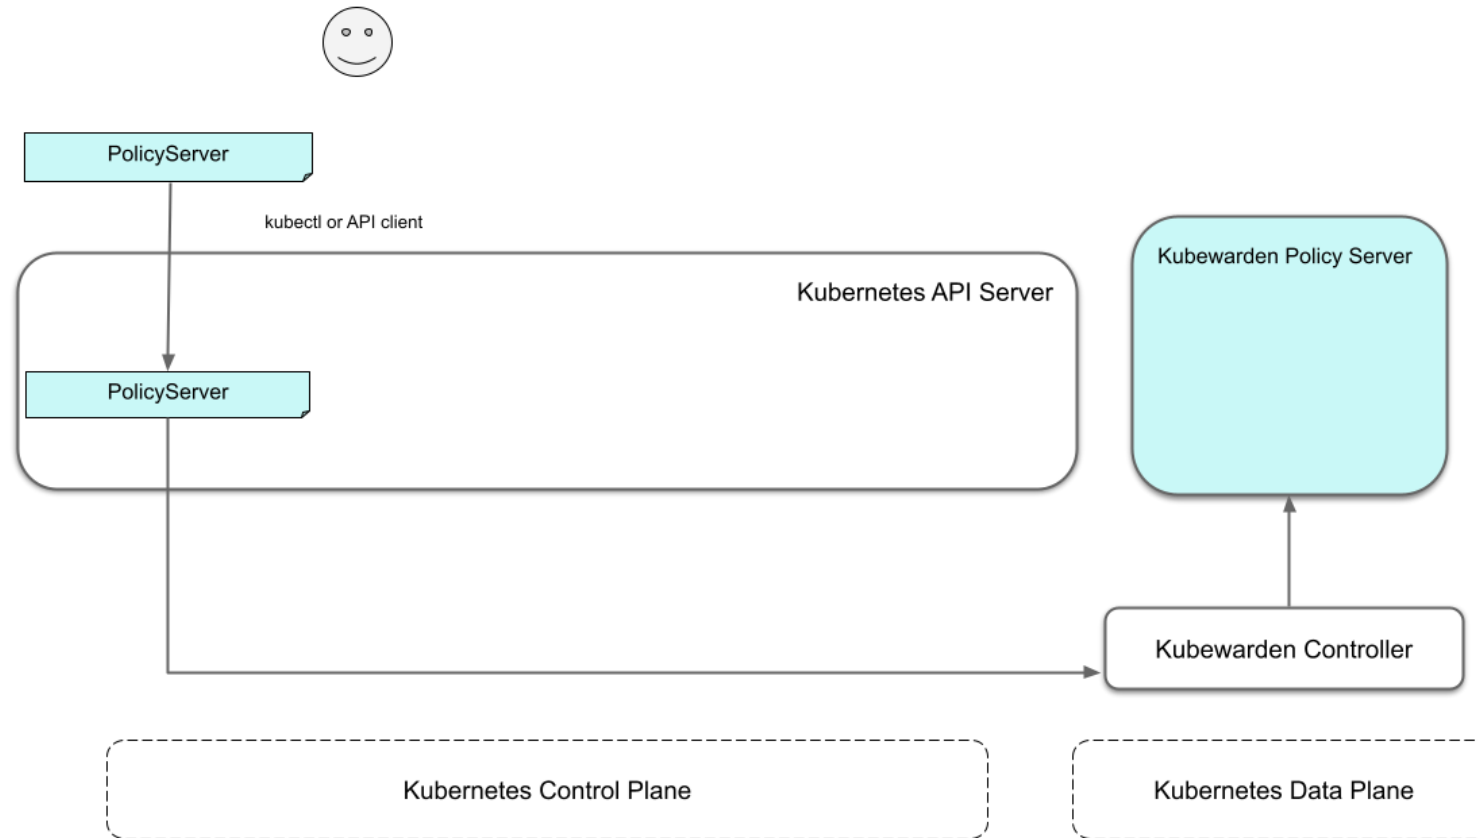 PolicyServer
kubectl or API client
Kubewarden Policy Server
Kubernetes API Server
PolicyServer
Kubewarden Controller
Kubernetes Control Plane
Kubernetes Data Plane